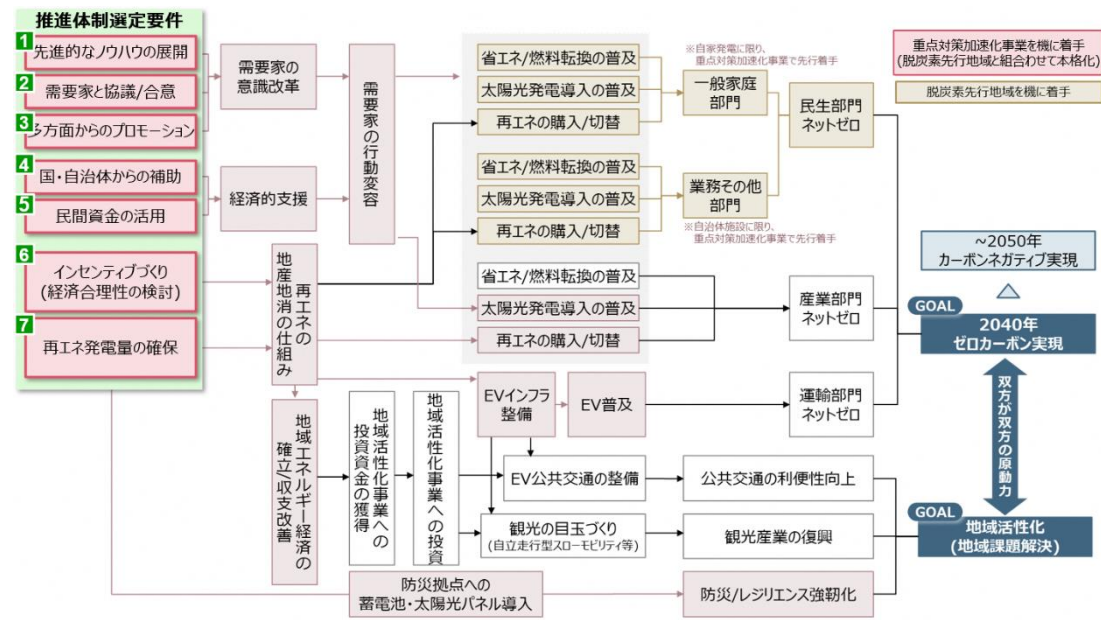 推進体制選定要件
1
先進的なノウハウの展開
2
需要家と協議/合意
3
多方面からのプロモーション
4
国・自治体からの補助
5
民間資金の活用
6
インセンティブづくり
(経済合理性の検討)
7
再エネ発電量の確保
需要家の
意識改革
経済的支援
需要家の行動変容
再エネの
地産地消の仕組み
地域エネルギー経済の
確立/収支改善
地域活性化事業への
投資資金の獲得
地域活性化事業への投資
省エネ/燃料転換の普及
太陽光発電導入の普及
再エネの購入/切替
省エネ/燃料転換の普及
太陽光発電導入の普及
再エネの購入/切替
省エネ/燃料転換の普及
太陽光発電導入の普及
再エネの購入/切替
EVインフラ
整備
EV普及
EV公共交通の整備
観光の目玉づくり
(自立走行型スローモビリティ等)
防災拠点への
蓄電池・太陽光パネル導入
※自家発電に限り、
重点対策加速化事業で先行着手
一般家庭
部門
業務その他
部門
※自治体施設に限り、
重点対策加速化事業で先行着手
民生部門
ネットゼロ
産業部門
ネットゼロ
運輸部門
ネットゼロ
公共交通の利便性向上
観光産業の復興
防災/レジリエンス強靭化
重点対策加速化事業を機に着手
(脱炭素先行地域と組合わせて本格化)
脱炭素先行地域を機に着手
~2050年
カーボンネガティブ実現
GOAL
2040年
ゼロカーボン実現
双方が双方の原動力
GOAL
地域活性化
(地域課題解決)